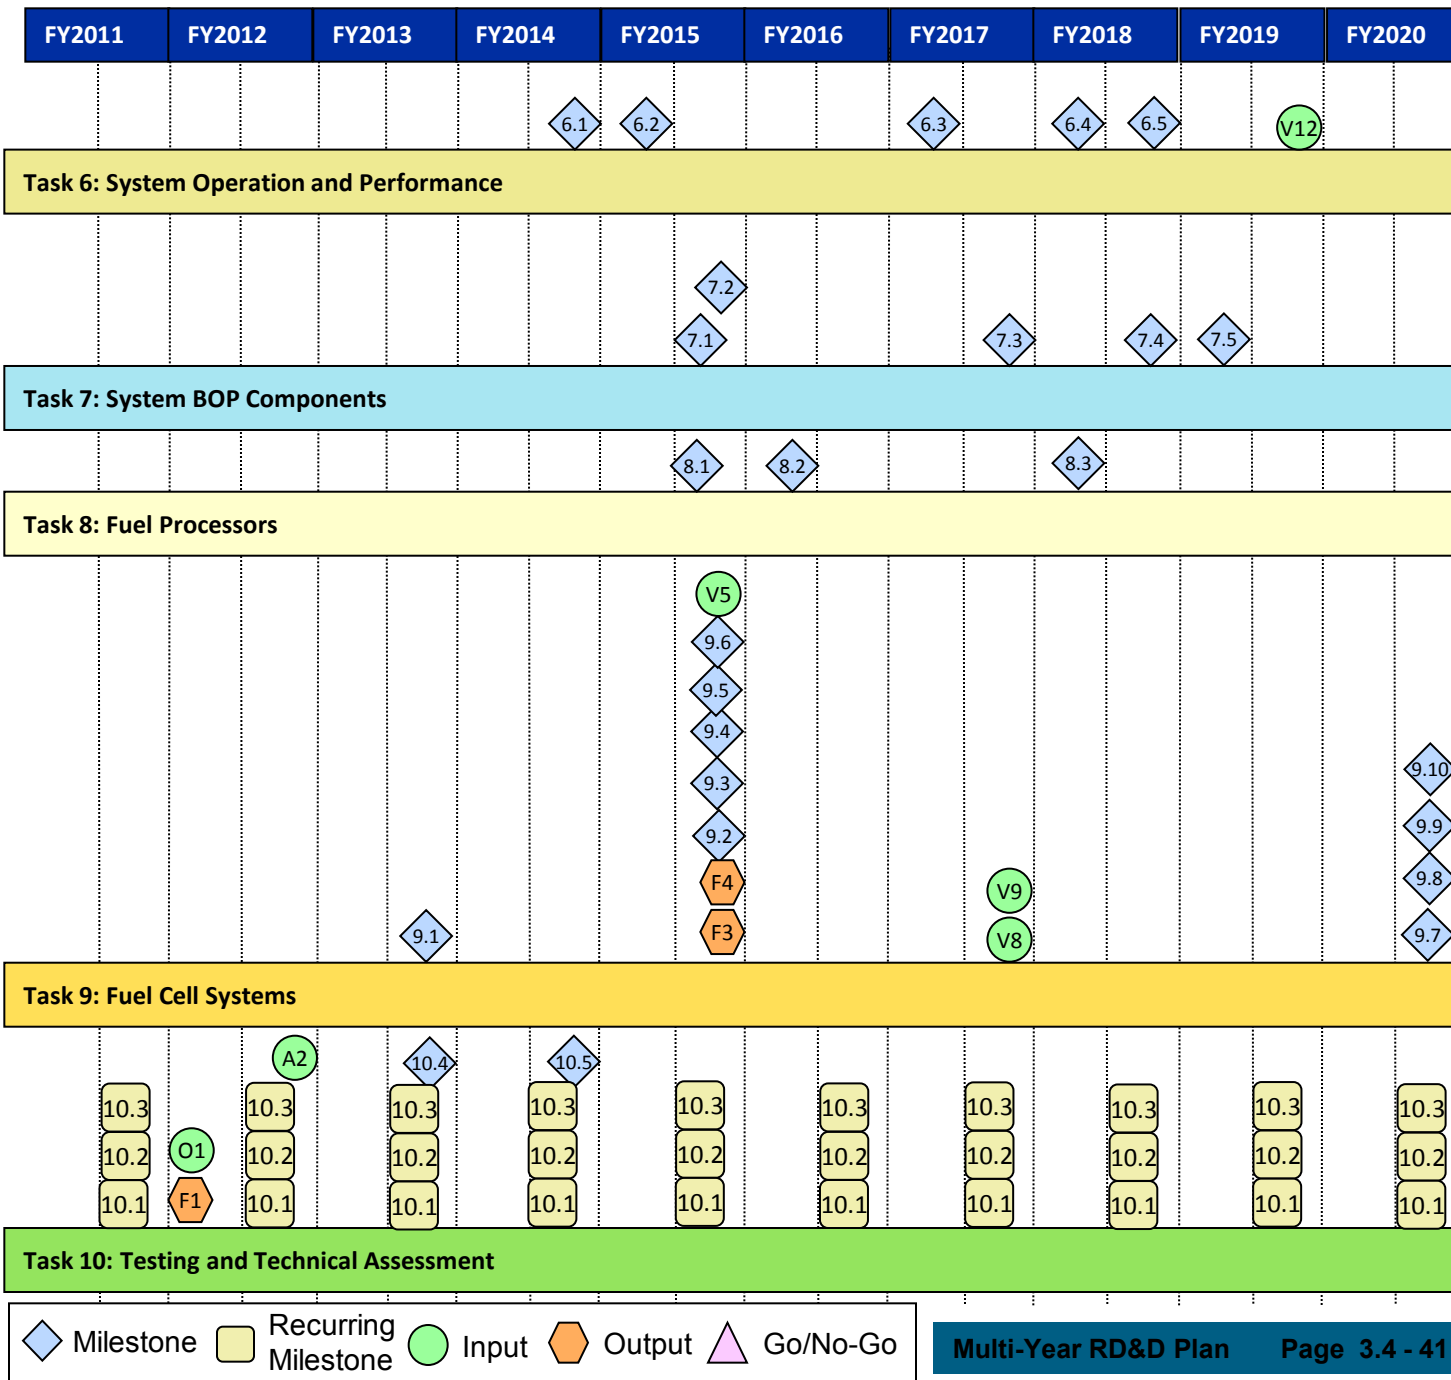 FY2011 FY2012 FY2013 FY2014 FY2015 FY2016 FY2017 FY2018 FY2019 FY2020
6.1 6.2 6.3 6.4 6.5 V12
Task 6: System Operation and Performance
7.2
7.1 7.3 7.4 7.5
Task 7: System BOP Components
8.1 8.2 8.3
Task 8: Fuel Processors
V5
9.6
9.5
9.4
9.3 9.10
9.2 9.9
F4 V9 9.8
9.1 F3 V8 9.7
Task 9: Fuel Cell Systems
A2 10.4 10.5
10.3 10.3 10.3 10.3 10.3 10.3 10.3 10.3 10.3 10.3
10.2 O1 10.2 10.2 10.2 10.2 10.2 10.2 10.2 10.2 10.2
10.1 F1 10.1 10.1 10.1 10.1 10.1 10.1 10.1 10.1 10.1
Task 10: Testing and Technical Assessment
Milestone Recurring Milestone Input Output Go/No-Go
Multi-Year RD&D Plan Page 3.4 - 41